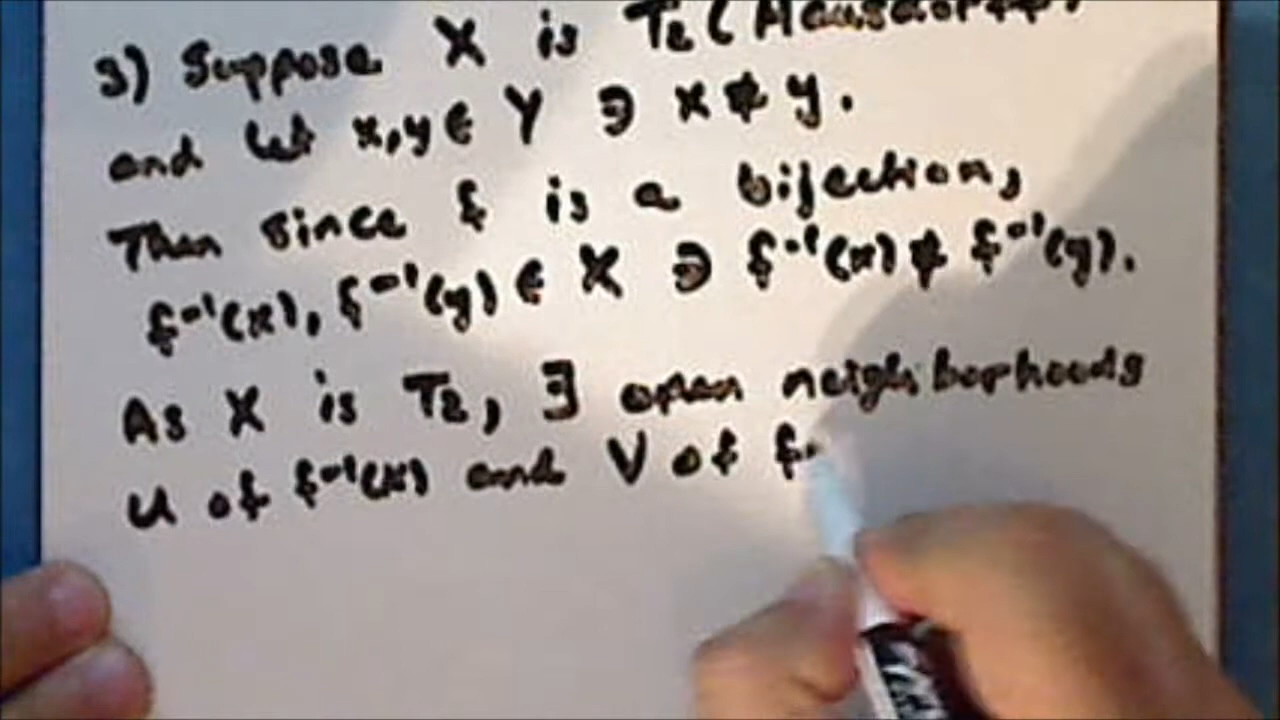 3) Suppose X is T2 (Hausdorff)
and let x,y ∈ Y ∋ x ≠ y.
Then since f is a bijection,
f⁻¹(x), f⁻¹(y) ∈ X ∋ f⁻¹(x) ≠ f⁻¹(y).
As X is T2, ∃ open neighborhoods
U of f⁻¹(x) and V of f-